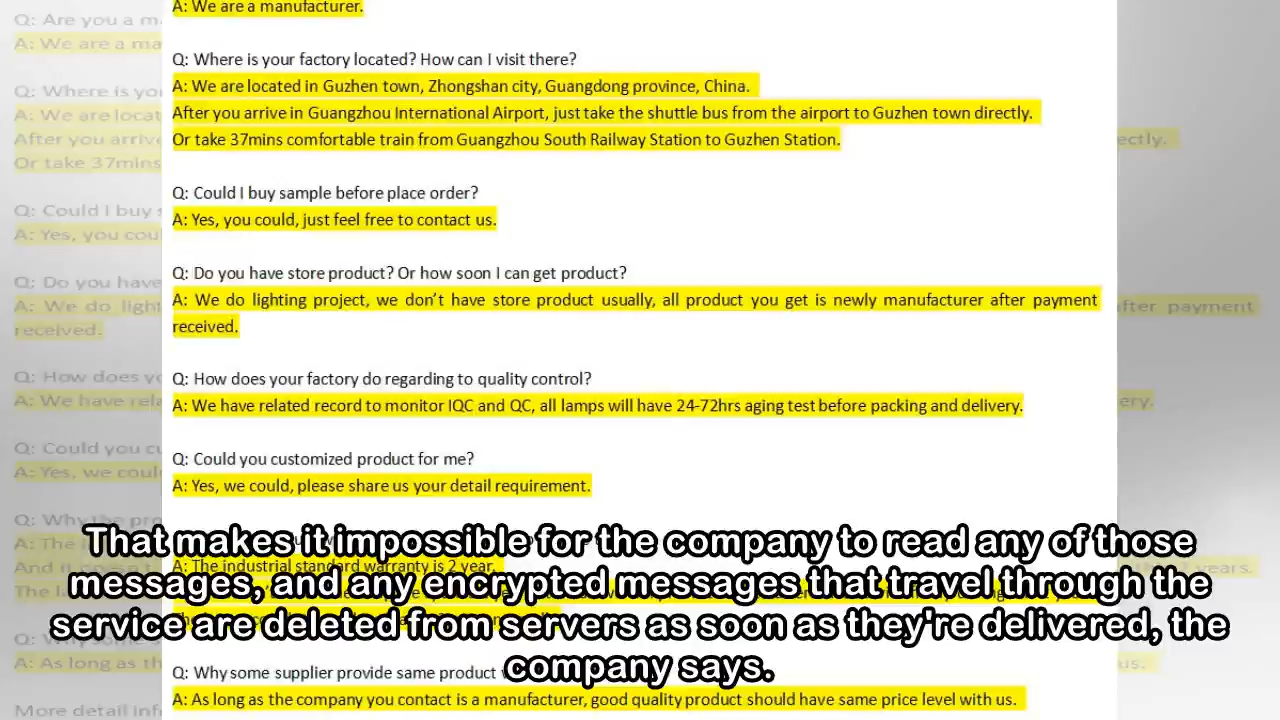 A: We are a manufacturer.
Q: Where is your factory located? How can I visit there?
A: We are located in Guzhen town, Zhongshan city, Guangdong province, China.
After you arrive in Guangzhou International Airport, just take the shuttle bus from the airport to Guzhen town directly.
Or take 37mins comfortable train from Guangzhou South Railway Station to Guzhen Station.
Q: Could I buy sample before place order?
A: Yes, you could, just feel free to contact us.
Q: Do you have store product? Or how soon I can get product?
A: We do lighting project, we don't have store product usually, all product you get is newly manufacturer after payment
received.
Q: How does your factory do regarding to quality control?
A: We have related record to monitor IQC and QC, all lamps will have 24-72hrs aging test before packing and delivery.
Q: Could you customized product for me?
A: Yes, we could, please share us your detail requirement.
A: The industrial standard warranty is 2 year.
That makes it impossible for the company to read any of those
messages, and any encrypted messages that travel through the
service are deleted from servers as soon as they're delivered, the
company says.
Q: Why some supplier provide same product
A: As long as the company you contact is a manufacturer, good quality product should have same price level with us.